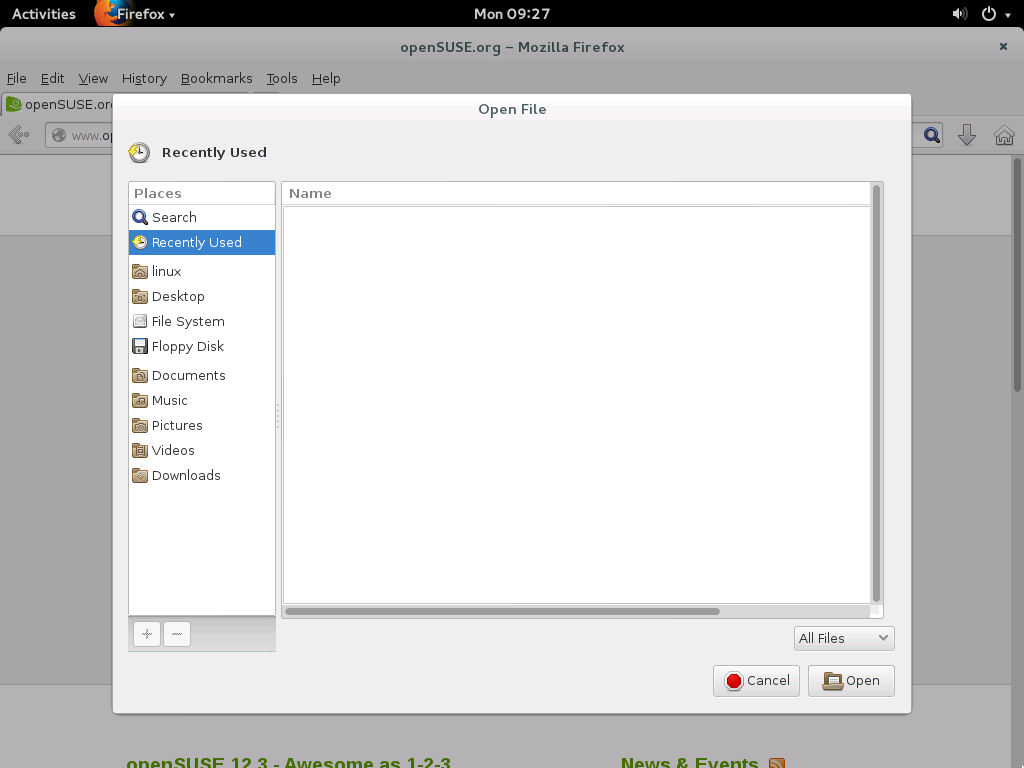 Activities Firefox Mon 09:27
openSUSE.org – Mozilla Firefox
File Edit View History Bookmarks Tools Help
openSUSE.or
Open File
www.op
Recently Used
Places
Name
Search
Recently Used
linux
Desktop
File System
Floppy Disk
Documents
Music
Pictures
Videos
Downloads
All Files
Cancel Open
openSUSE 12.3 - Awesome as 1-2-3 News & Events